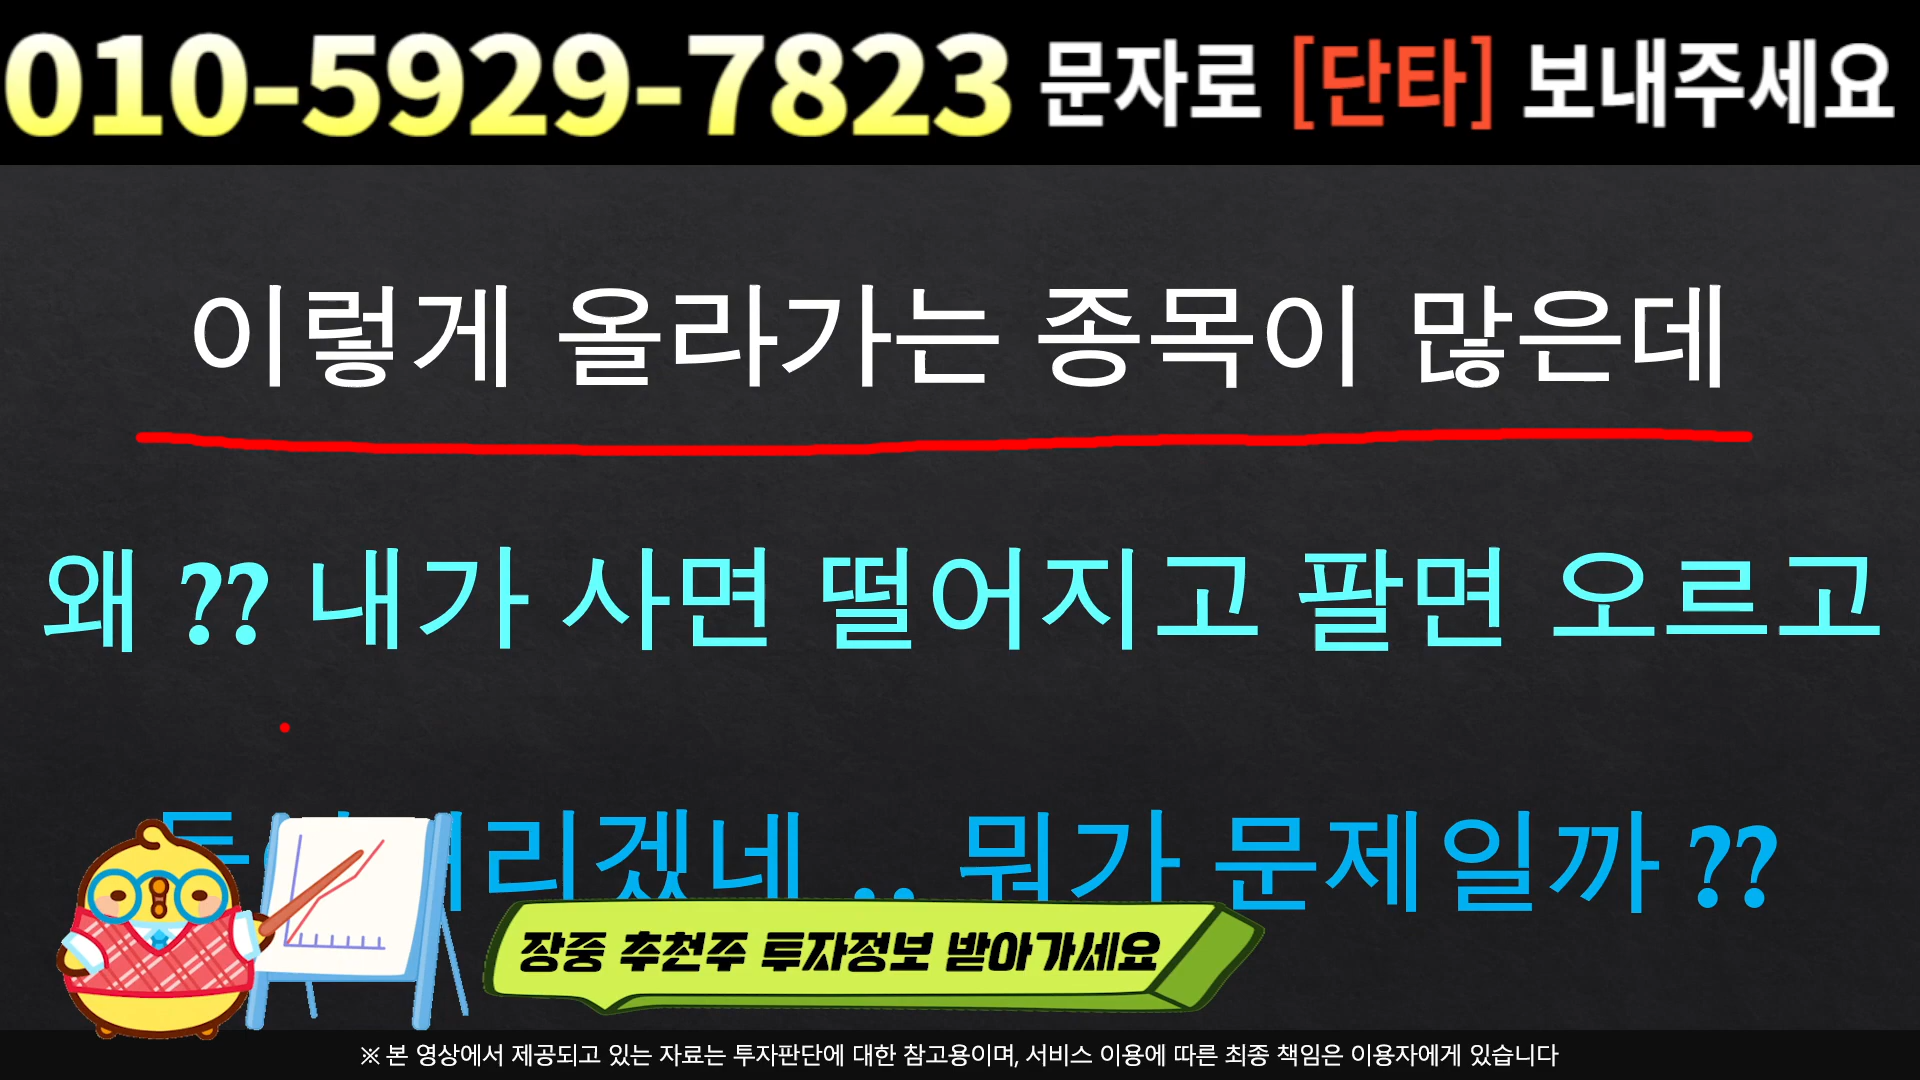 010-5929-7823 문자로 [단타] 보내주세요
이렇게 올라가는 종목이 많은데
왜 ?? 내가 사면 떨어지고 팔면 오르고
.. 뭐가 문제일까 ??
장중 추천주 투자정보 받아가세요
※ 본 영상에서 제공되고 있는 자료는 투자판단에 대한 참고용이며, 서비스 이용에 따른 최종 책임은 이용자에게 있습니다